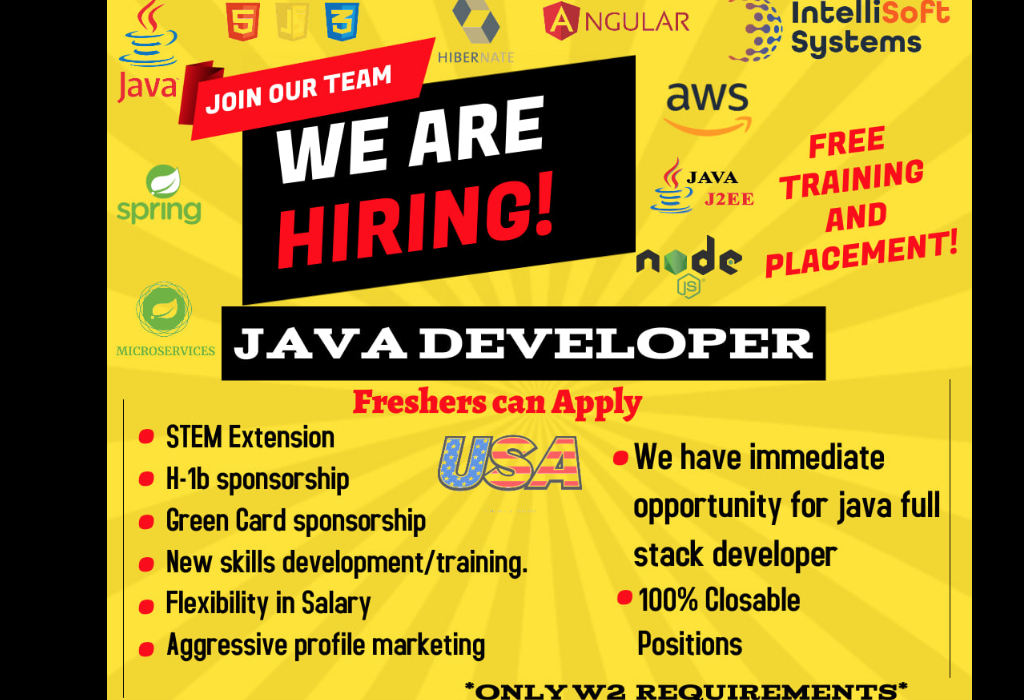 Java
5
3
HIBERNATE
ANGULAR
IntelliSoft
Systems
JOIN OUR TEAM
WE ARE
HIRING!
aws
spring
JAVA
J2EE
FREE
TRAINING
AND
PLACEMENT!
node
JS
MICROSERVICES
JAVA DEVELOPER
Freshers can Apply
USA
STEM Extension
H-1b sponsorship
Green Card sponsorship
New skills development/training.
Flexibility in Salary
Aggressive profile marketing
We have immediate
opportunity for java full
stack developer
100% Closable
Positions
*ONLY W2 REQUIREMENTS*